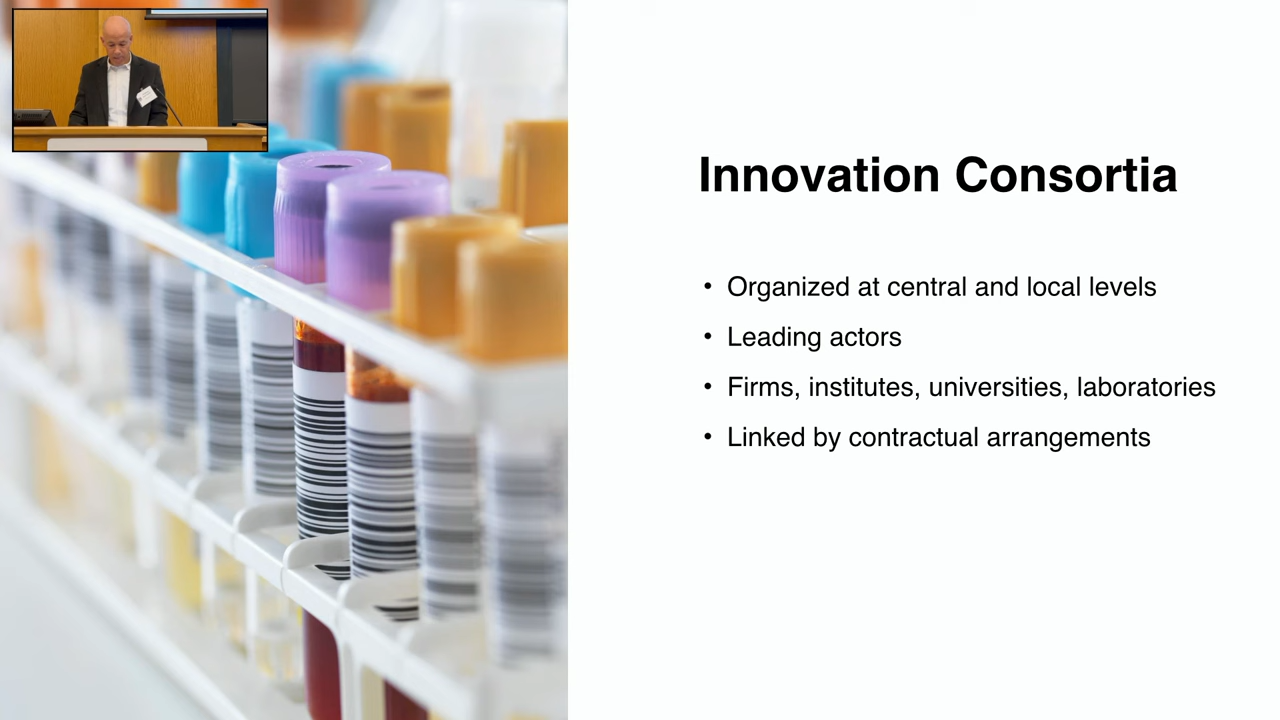 Innovation Consortia
• Organized at central and local levels
• Leading actors
• Firms, institutes, universities, laboratories
• Linked by contractual arrangements